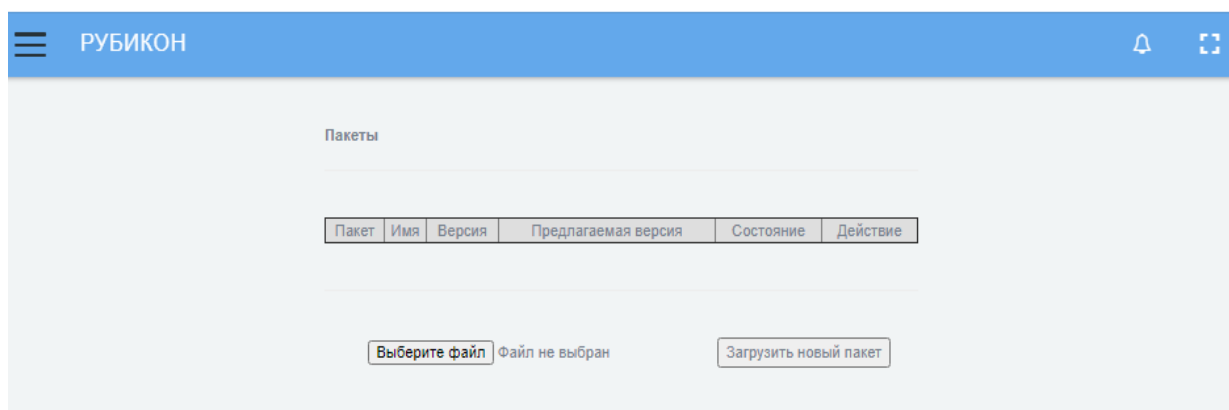 РУБИКОН
Пакеты
Пакет Имя Версия Предлагаемая версия Состояние Действие
Выберите файл Файл не выбран Загрузить новый пакет